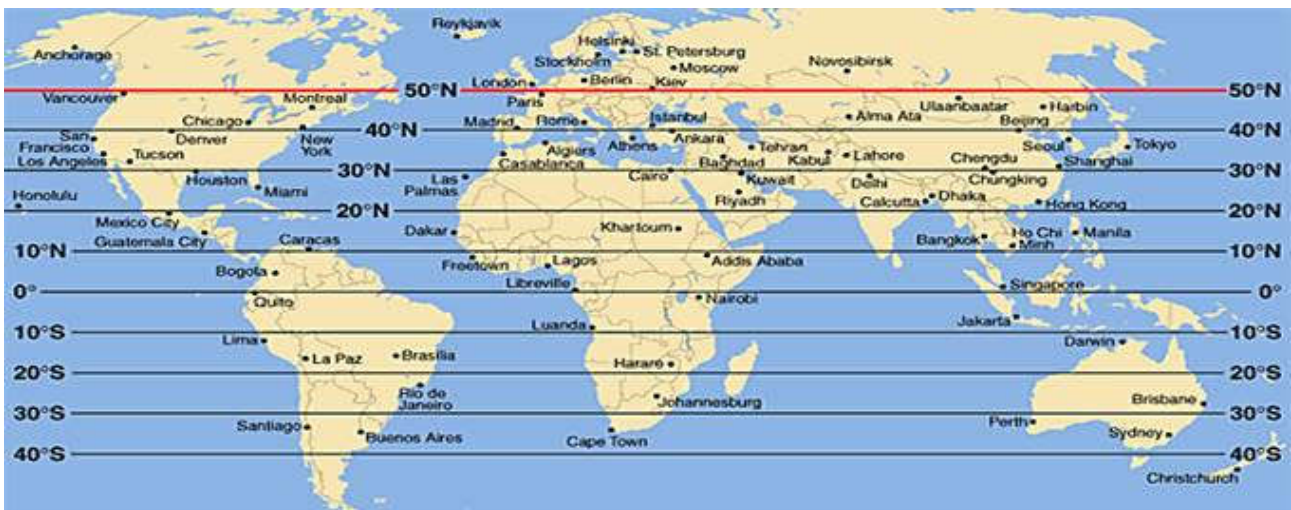 Reykjavik
Helsinki
St. Petersburg
Anchorage
Stockholm
Moscow
Novosibirsk
London
Berlin
Kiev
50°N
50°N
Vancouver
Montreal
Paris
Ulaanbaatar
Harbin
Chicago
Madrid
Rome
Istanbul
Alma Ata
Beijing
40°N
40°N
San
Francisco
Denver
New
York
Athens
Ankara
Tehran
Seoul
Tokyo
Los Angeles
Tucson
Casablanca
Algiers
Baghdad
Kabul
Lahore
Chengdu
Shanghai
30°N
30°N
Houston
Miami
Las
Palmas
Cairo
Kuwait
Delhi
Chungking
Honolulu
Riyadh
Calcutta
Dhaka
Hong Kong
20°N
20°N
Mexico City
Guatemala City
Caracas
Dakar
Khartoum
Bangkok
Ho Chi
Minh
Manila
10°N
10°N
Bogota
Freetown
Lagos
Addis Ababa
Libreville
Singapore
0°
0°
Quito
Nairobi
Luanda
Jakarta
10°S
10°S
Lima
Darwin
La Paz
Brasília
Harare
20°S
20°S
Rio de
Janeiro
Johannesburg
Brisbane
30°S
30°S
Santiago
Buenos Aires
Cape Town
Perth
Sydney
40°S
40°S
Christchurch